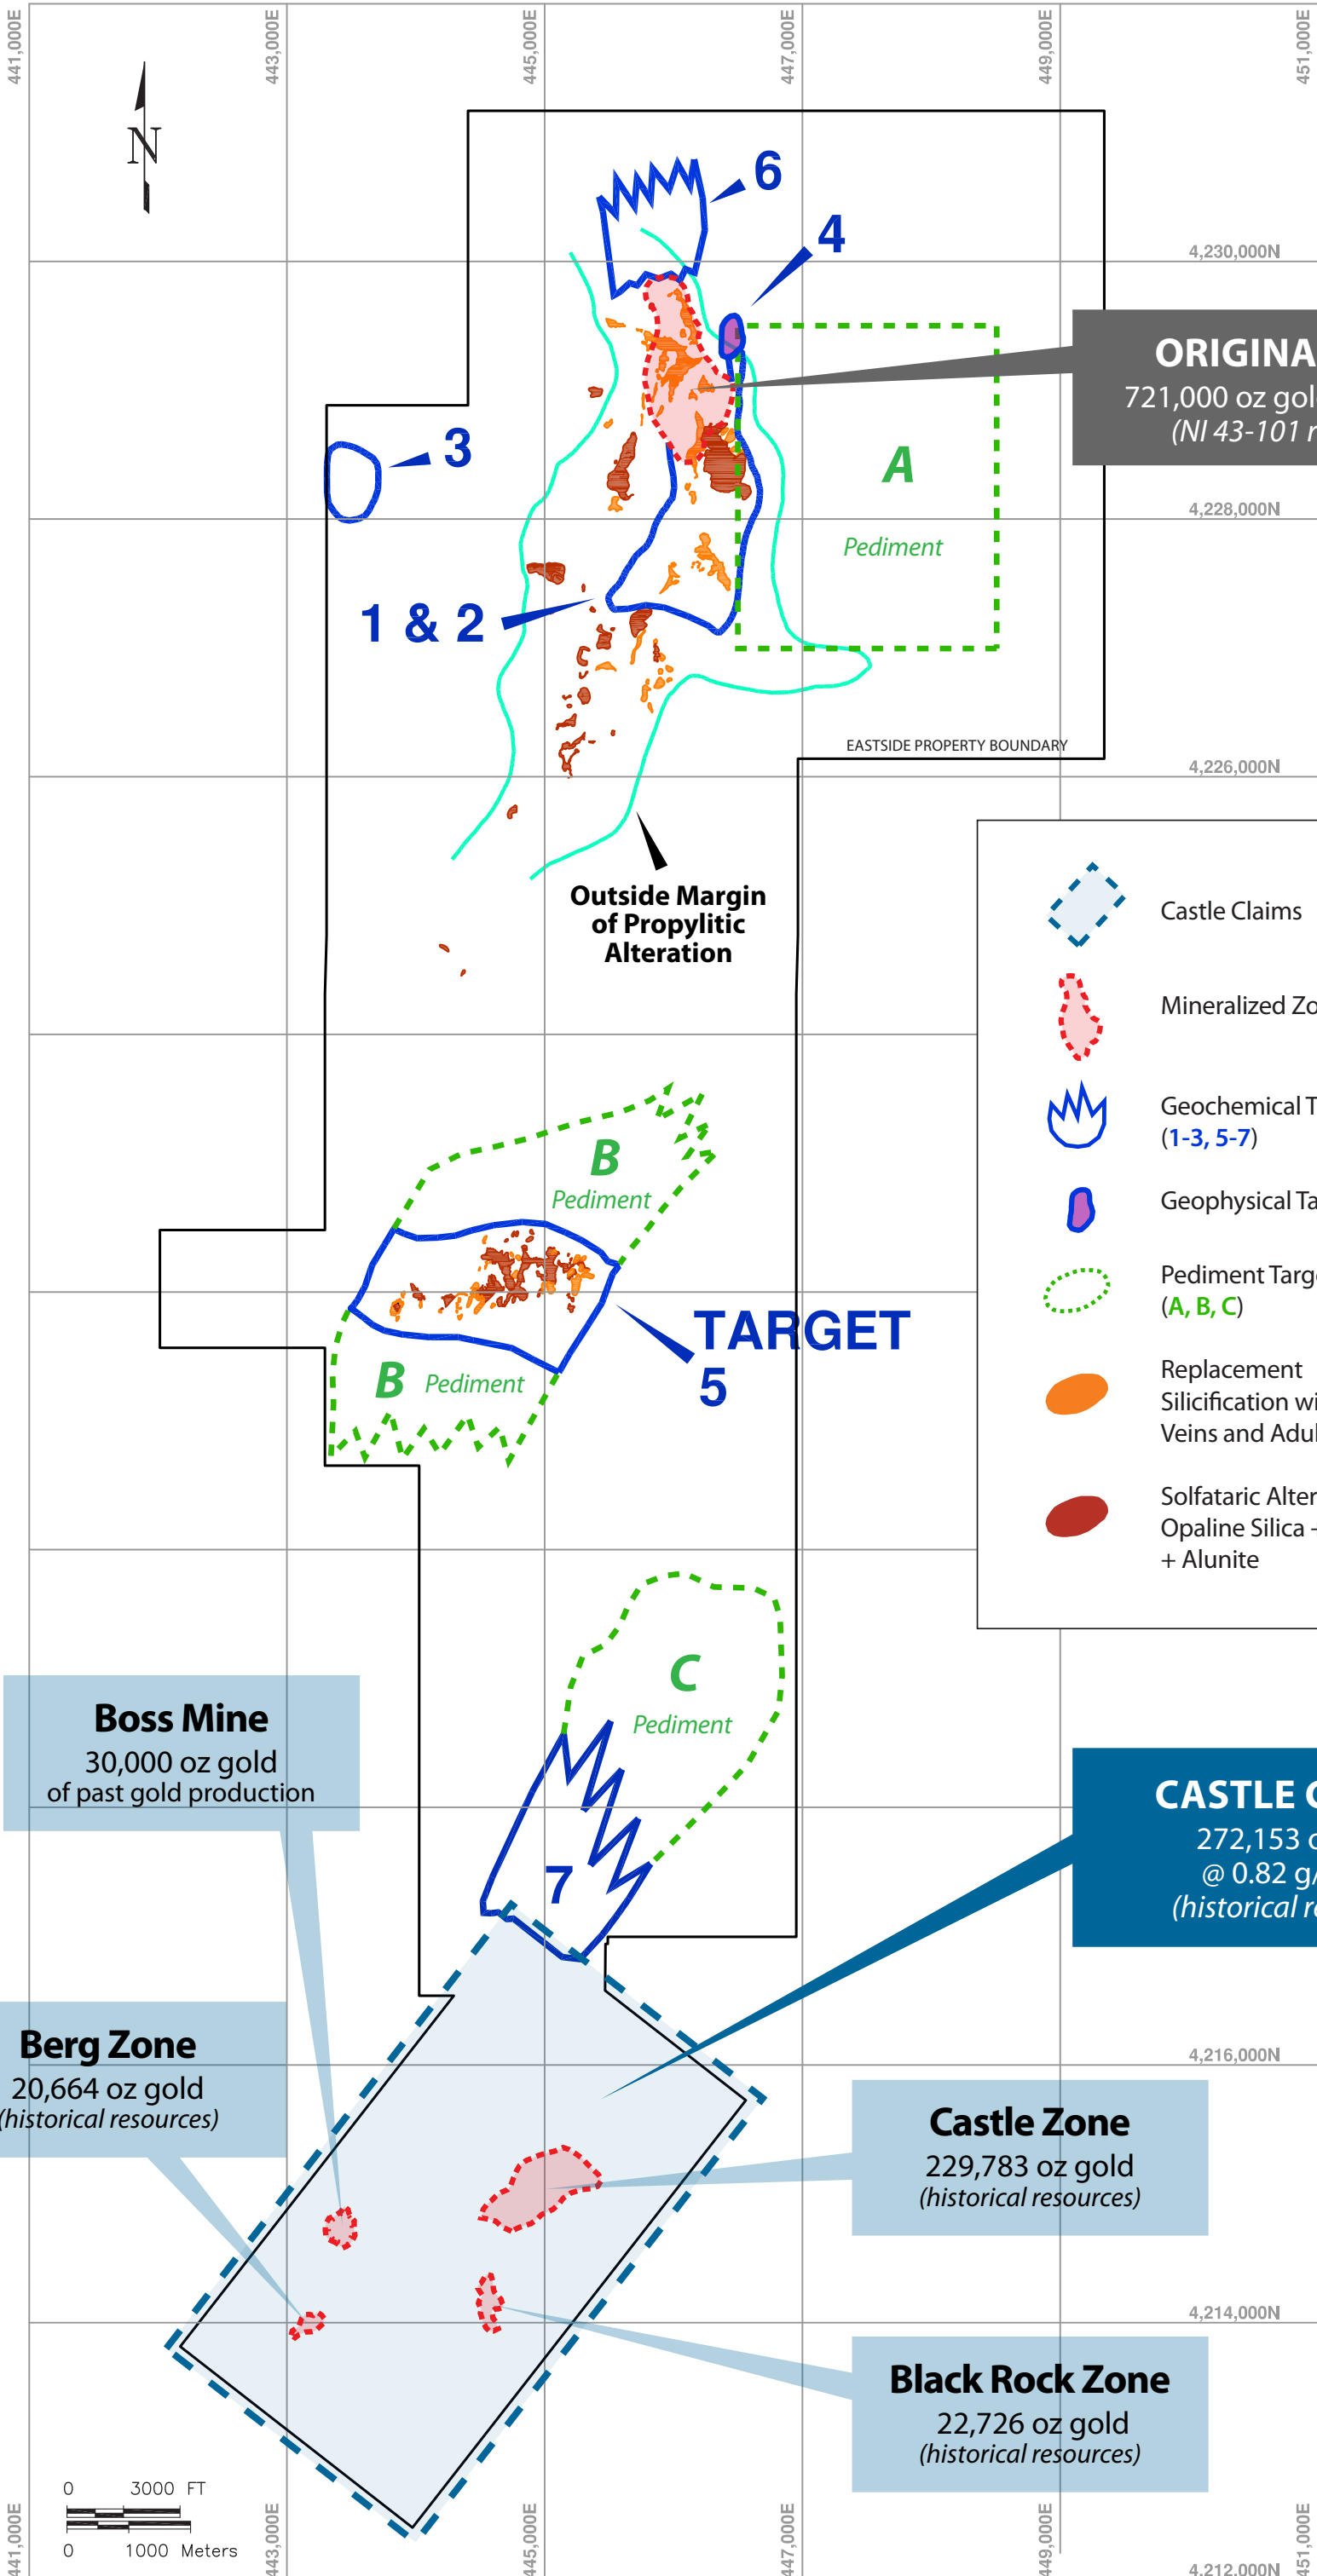 441,000E
443,000E
445,000E
447,000E
449,000E
451,000E
N
6
4
4,230,000N
ORIGINA
721,000 oz gol
(NI 43-101 r
3
A
Pediment
4,228,000N
1 & 2
EASTSIDE PROPERTY BOUNDARY
4,226,000N
Outside Margin
of Propylitic
Alteration
Castle Claims
Mineralized Zo
Geochemical T
(1-3, 5-7)
Geophysical Ta
Pediment Targe
(A, B, C)
Replacement
Silicification wi
Veins and Adul
Solfataric Alter
Opaline Silica -
+ Alunite
B
Pediment
TARGET
5
B Pediment
C
Pediment
Boss Mine
30,000 oz gold
of past gold production
7
CASTLE
272,153
@ 0.82 g/
(historical re
Berg Zone
20,664 oz gold
(historical resources)
4,216,000N
Castle Zone
229,783 oz gold
(historical resources)
4,214,000N
Black Rock Zone
22,726 oz gold
(historical resources)
0 3000 FT
0 1000 Meters
441,000E
443,000E
445,000E
447,000E
449,000E
451,000E
4,212,000N